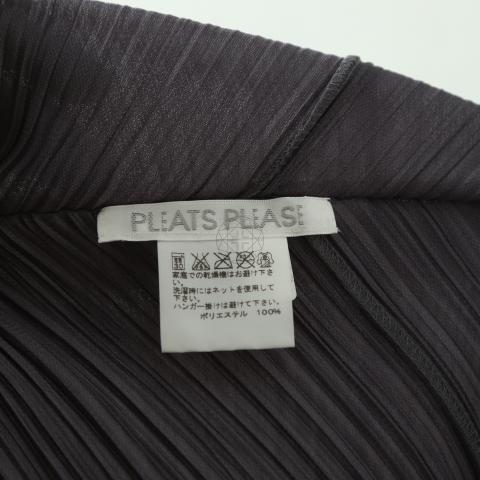 PLEATS PLEASE
家庭での乾燥機はお避け下さ
い。
洗濯時にはネットを使用して
下さい。
ハンガー掛けは避けて下さい。
ポリエステル 100%